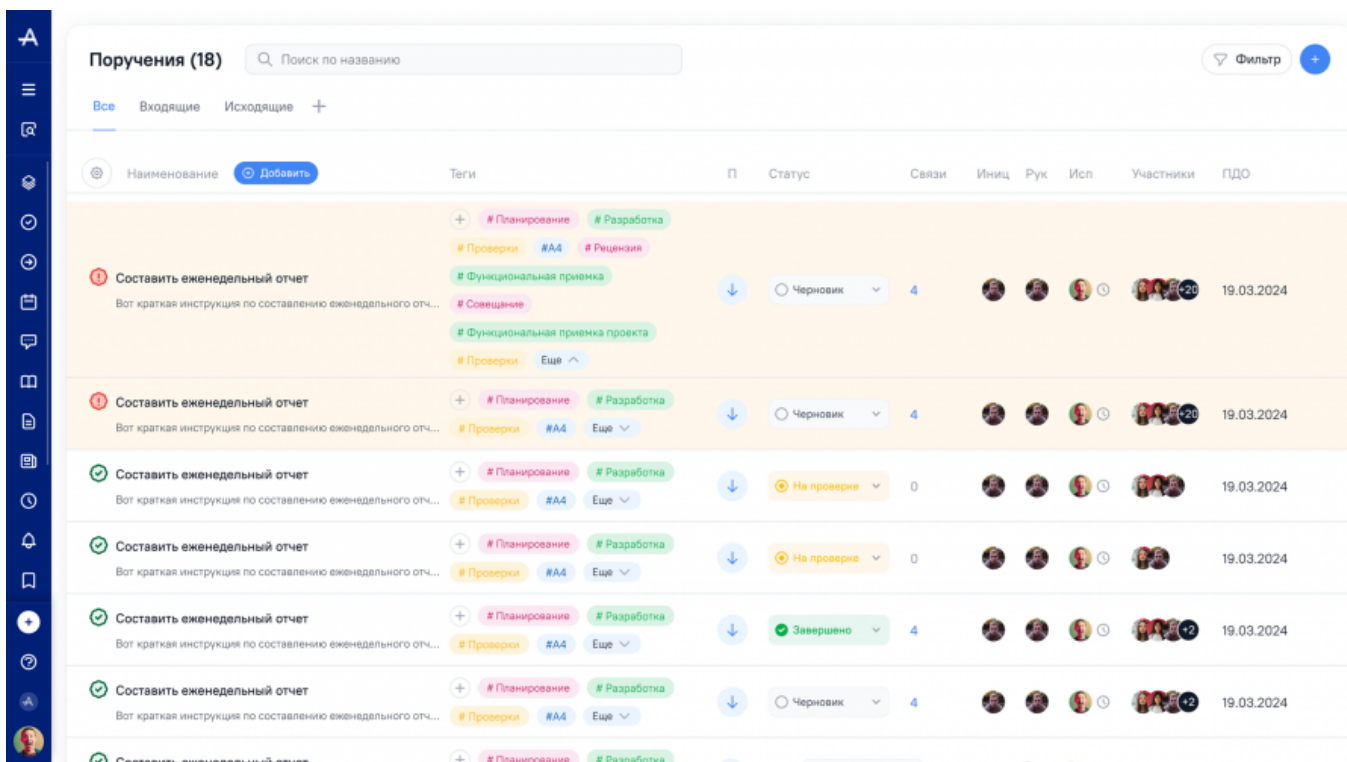 Поручения (18)
Поиск по названию
Фильтр
Все Входящие Исходящие
Наименование Добавить Теги П Статус Связи Иниц Рук Исп Участники ПДО
# Планирование # Разработка
# Проверки #А4 # Рецензия
Составить еженедельный отчет
# Функциональная приемка
Черновик 4 +20 19.03.2024
Вот краткая инструкция по составлению еженедельного отч...
# Совещание
# Функциональная приемка проекта
# Проверки Еще
Составить еженедельный отчет
# Планирование # Разработка
Черновик 4 +20 19.03.2024
Вот краткая инструкция по составлению еженедельного отч...
# Проверки #А4 Еще
Составить еженедельный отчет
# Планирование # Разработка
На проверке 0 19.03.2024
Вот краткая инструкция по составлению еженедельного отч...
# Проверки #А4 Еще
Составить еженедельный отчет
# Планирование # Разработка
На проверке 0 19.03.2024
Вот краткая инструкция по составлению еженедельного отч...
# Проверки #А4 Еще
Составить еженедельный отчет
# Планирование # Разработка
Завершено 4 +2 19.03.2024
Вот краткая инструкция по составлению еженедельного отч...
# Проверки #А4 Еще
Составить еженедельный отчет
# Планирование # Разработка
Черновик 4 +2 19.03.2024
Вот краткая инструкция по составлению еженедельного отч...
# Проверки #А4 Еще
Составить еженедельный отчет
# Планирование # Разработка